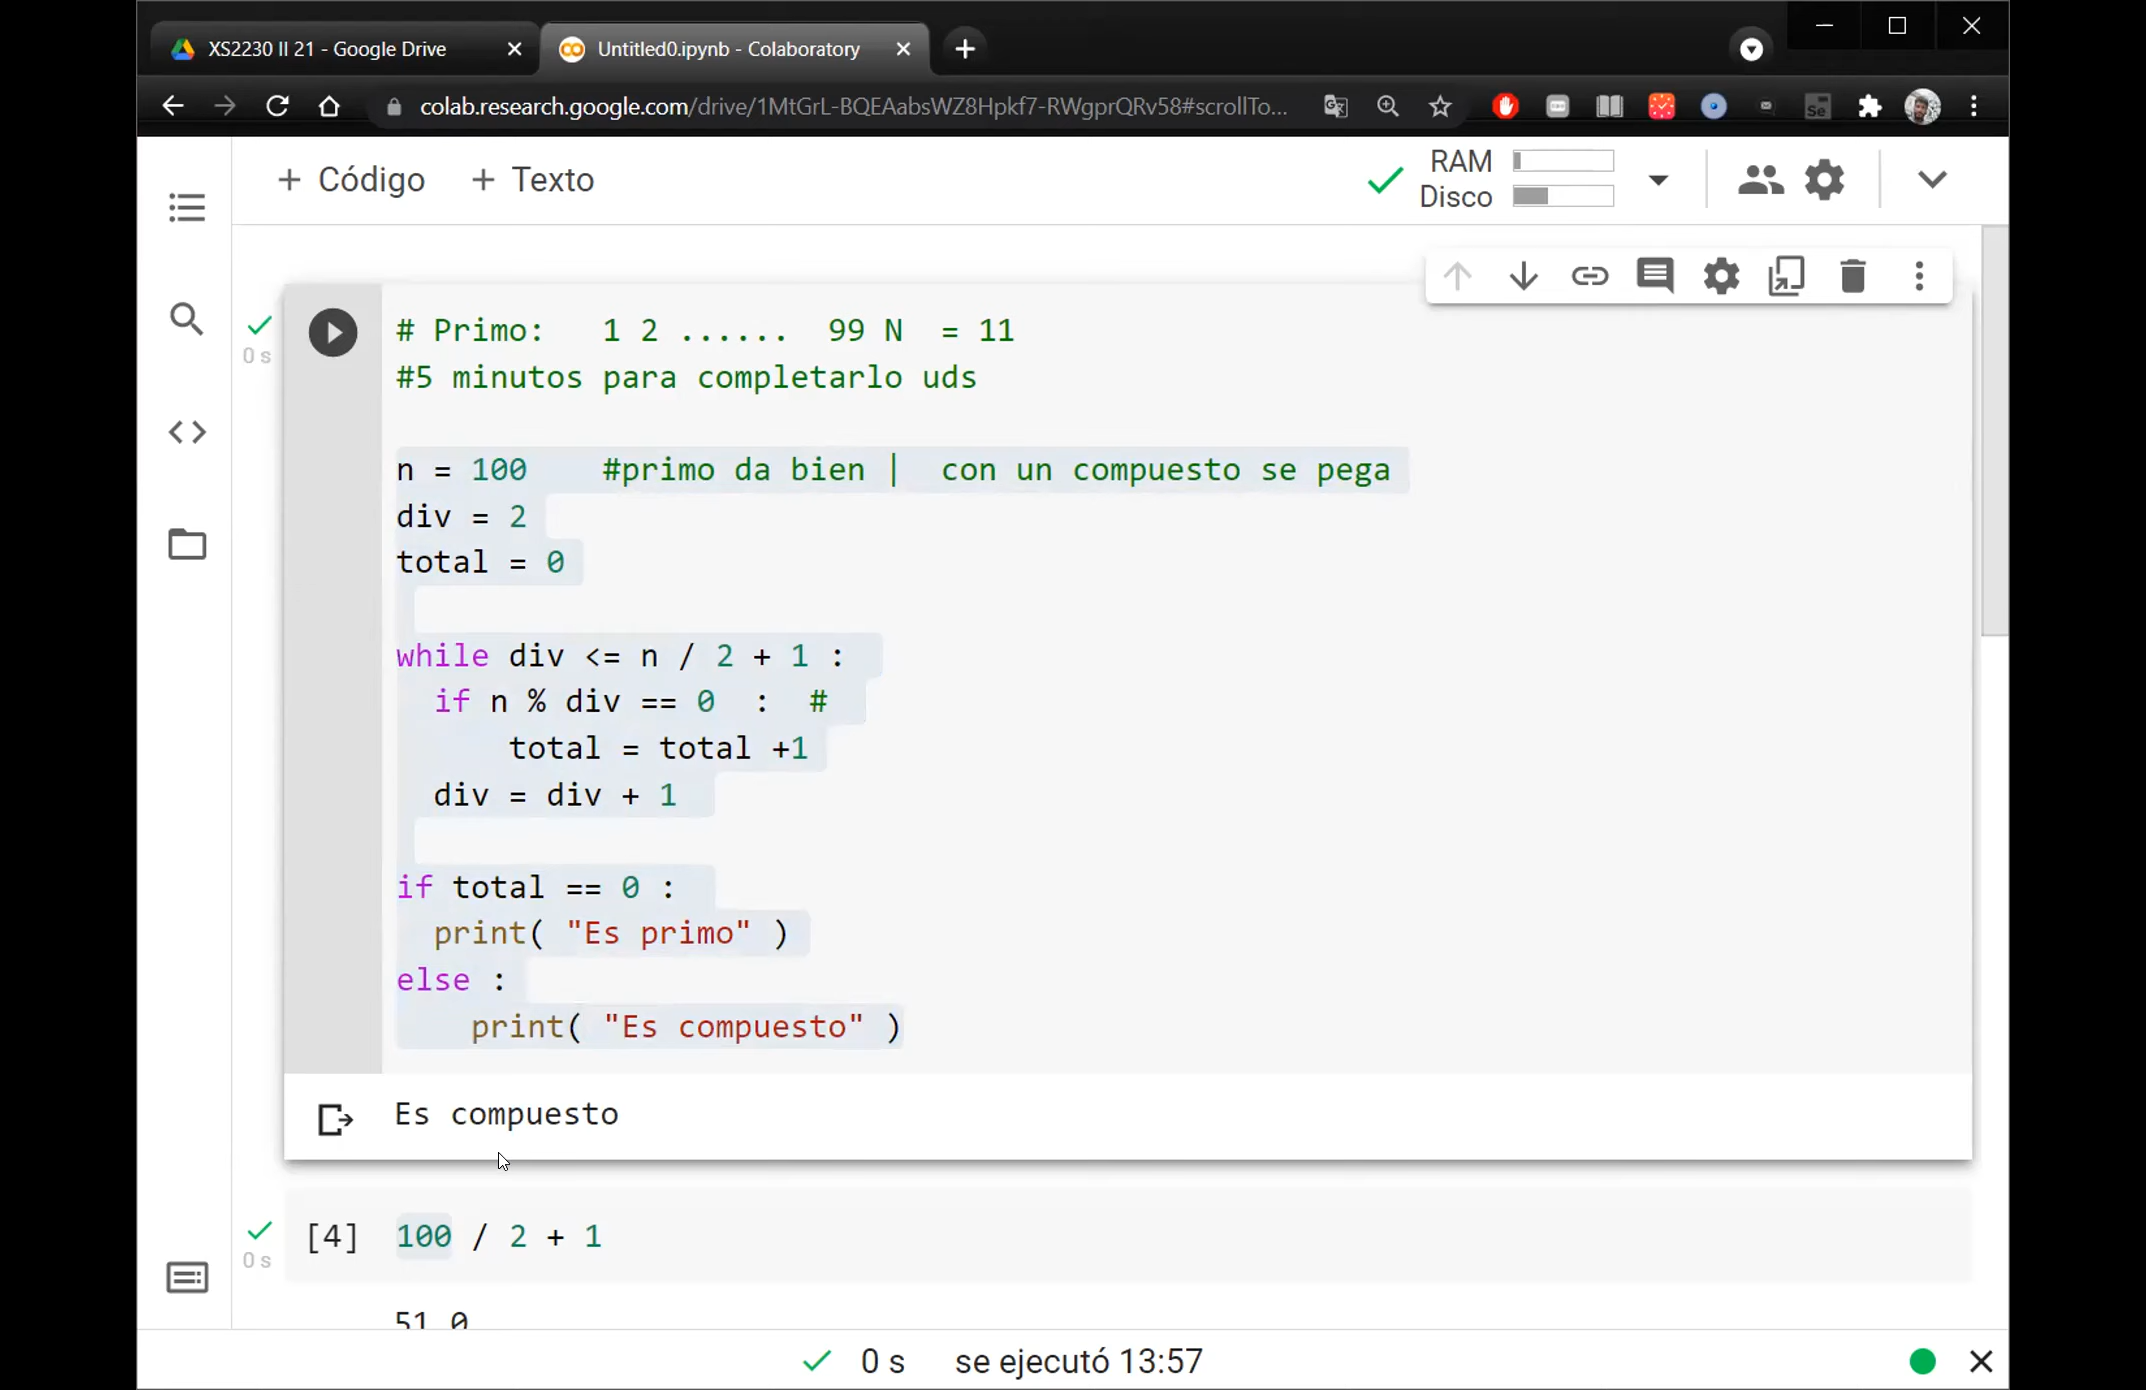 XS2230 II 21 - Google Drive
Untitled0.ipynb - Colaboratory
colab.research.google.com/drive/1MtGrL-BQEAabsWZ8Hpkf7-RWgprQRv58#scrollTo...
+ Código + Texto
RAM
Disco
0 s
# Primo: 1 2 ...... 99 N = 11
#5 minutos para completarlo uds
n = 100 #primo da bien | con un compuesto se pega
div = 2
total = 0
while div <= n / 2 + 1 :
if n % div == 0 : #
total = total +1
div = div + 1
if total == 0 :
print( "Es primo" )
else :
print( "Es compuesto" )
Es compuesto
[4] 100 / 2 + 1
0 s
51.0
0 s se ejecutó 13:57